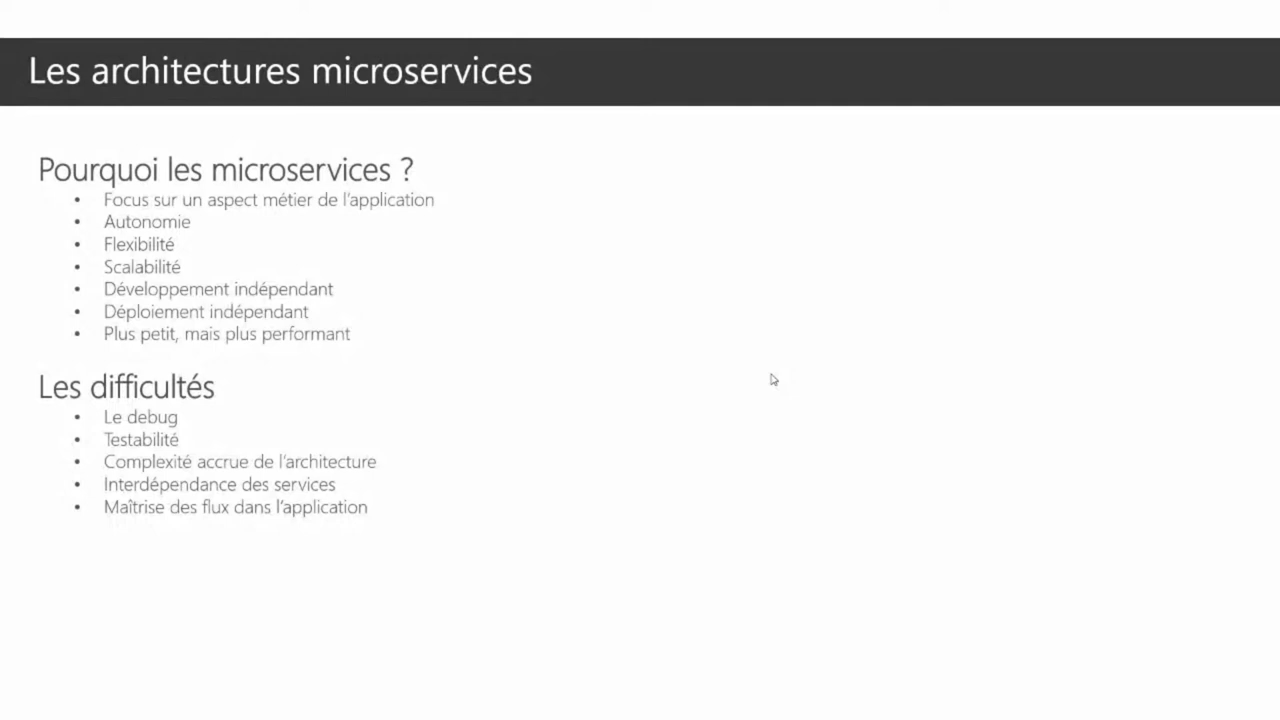 Les architectures microservices
Pourquoi les microservices ?
• Focus sur un aspect métier de l'application
• Autonomie
• Flexibilité
• Scalabilité
• Développement indépendant
• Déploiement indépendant
• Plus petit, mais plus performant
Les difficultés
• Le debug
• Testabilité
• Complexité accrue de l'architecture
• Interdépendance des services
• Maîtrise des flux dans l'application